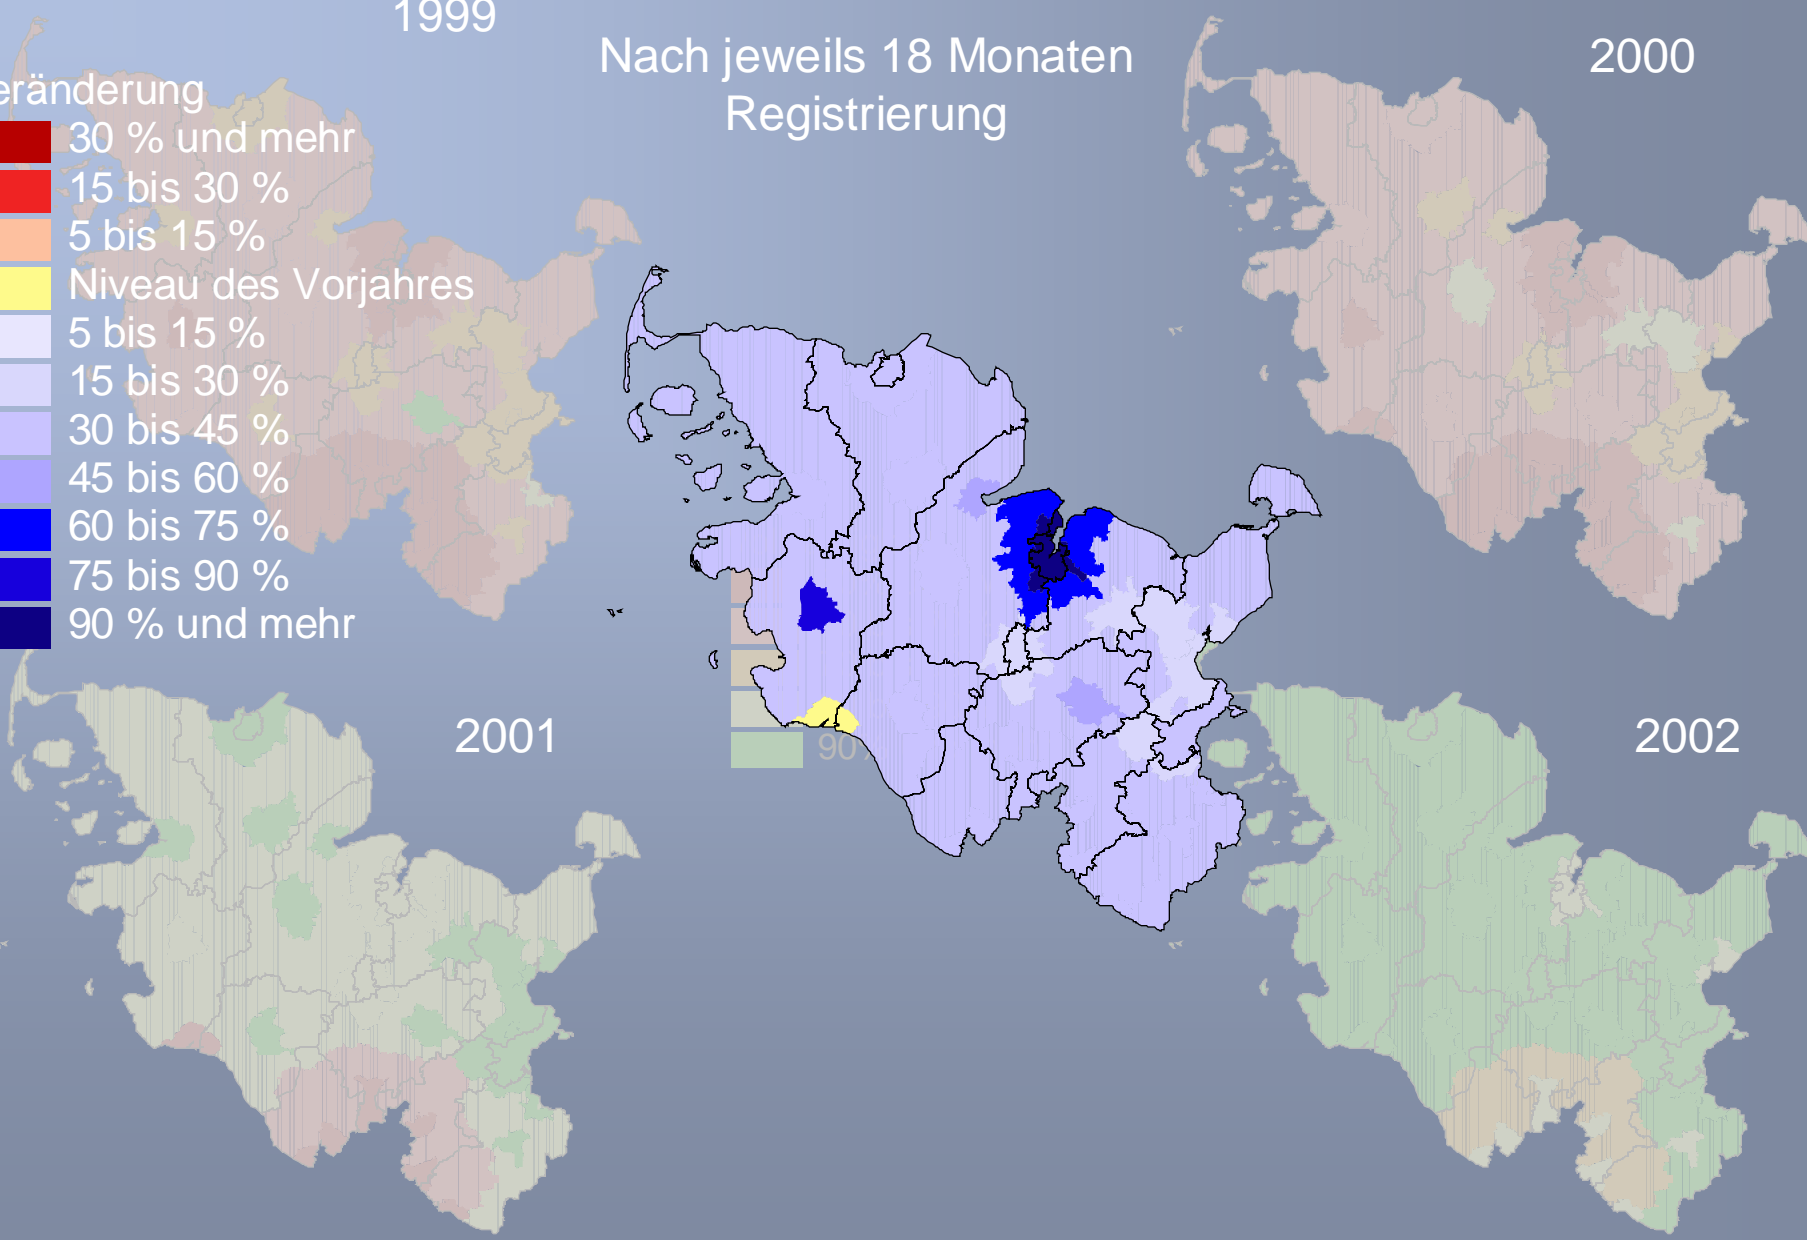 1999
Nach jeweils 18 Monaten
Registrierung
2000
eränderung
30 % und mehr
15 bis 30 %
5 bis 15 %
Niveau des Vorjahres
5 bis 15 %
15 bis 30 %
30 bis 45 %
45 bis 60 %
60 bis 75 %
75 bis 90 %
90 % und mehr
2001
90%
2002